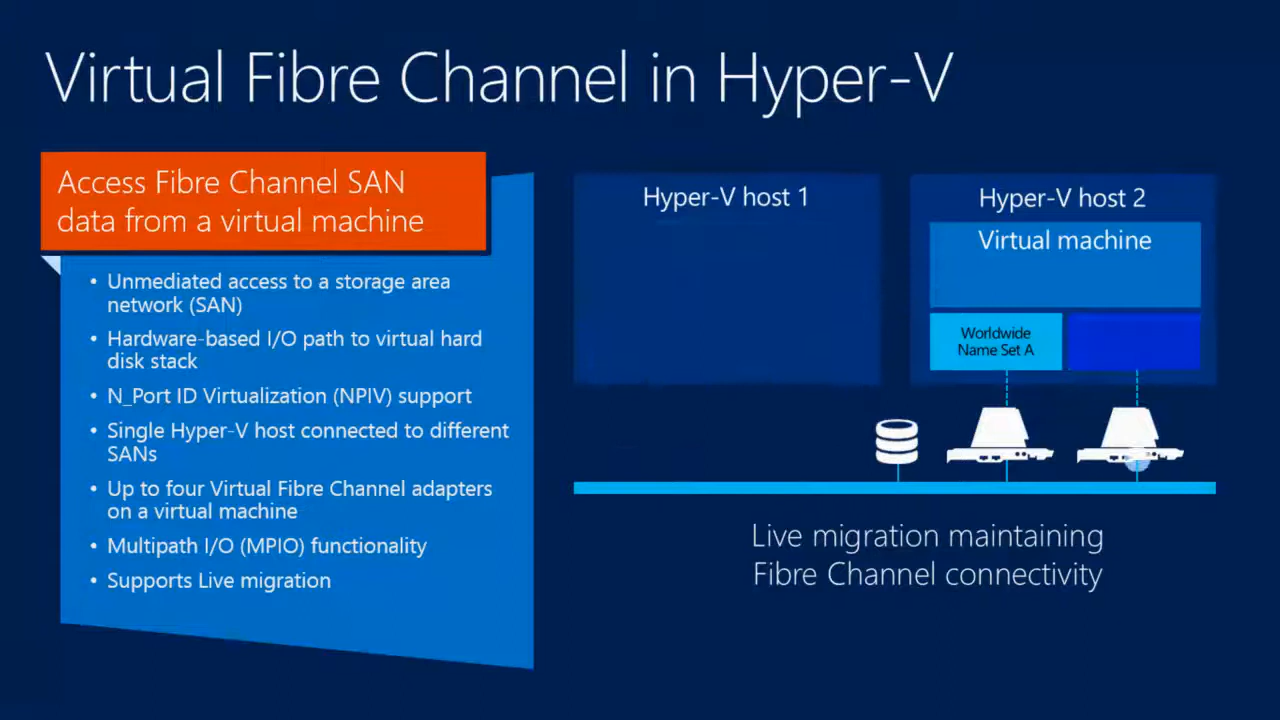 Virtual Fibre Channel in Hyper-V
Access Fibre Channel SAN
data from a virtual machine
• Unmediated access to a storage area
network (SAN)
• Hardware-based I/O path to virtual hard
disk stack
• N_Port ID Virtualization (NPIV) support
• Single Hyper-V host connected to different
SANs
• Up to four Virtual Fibre Channel adapters
on a virtual machine
• Multipath I/O (MPIO) functionality
• Supports Live migration
Hyper-V host 1
Hyper-V host 2
Virtual machine
Worldwide
Name Set A
Live migration maintaining
Fibre Channel connectivity